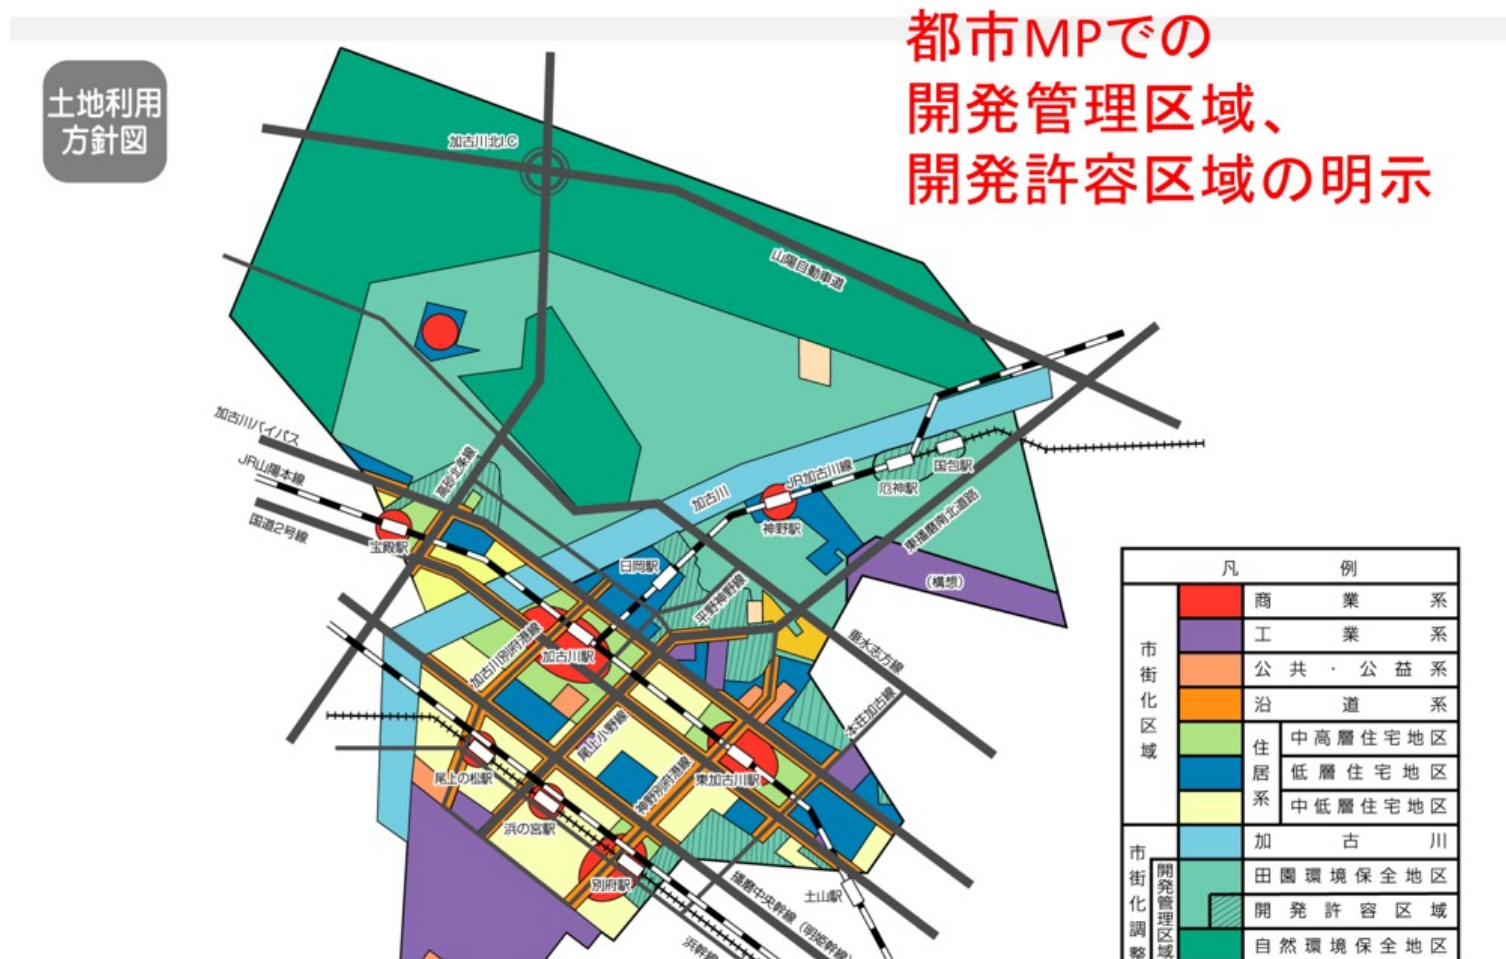 都市MPでの
開発管理区域、
開発許容区域の明示
土地利用
方針図
加古川北I.C
山陽自動車道
加古川バイパス
JR山陽本線
国道2号線
高砂北条線
宝殿駅
加古川
JR加古川線
神野駅
厄神駅
国包駅
東播磨南北道路
(構想)
日岡駅
平野神野線
垂水志方線
加古川別府港線
加古川駅
本荘加古線
尾上小野線
神野別府港線
東加古川駅
尾上の松駅
浜の宮駅
別府駅
土山駅
播磨中央幹線(明姫幹線)
浜幹線
凡例
市街化区域
商業系
工業系
公共・公益系
沿道系
住居系
中高層住宅地区
低層住宅地区
中低層住宅地区
市街化調整
加古川
開発管理区域
田園環境保全地区
開発許容区域
自然環境保全地区